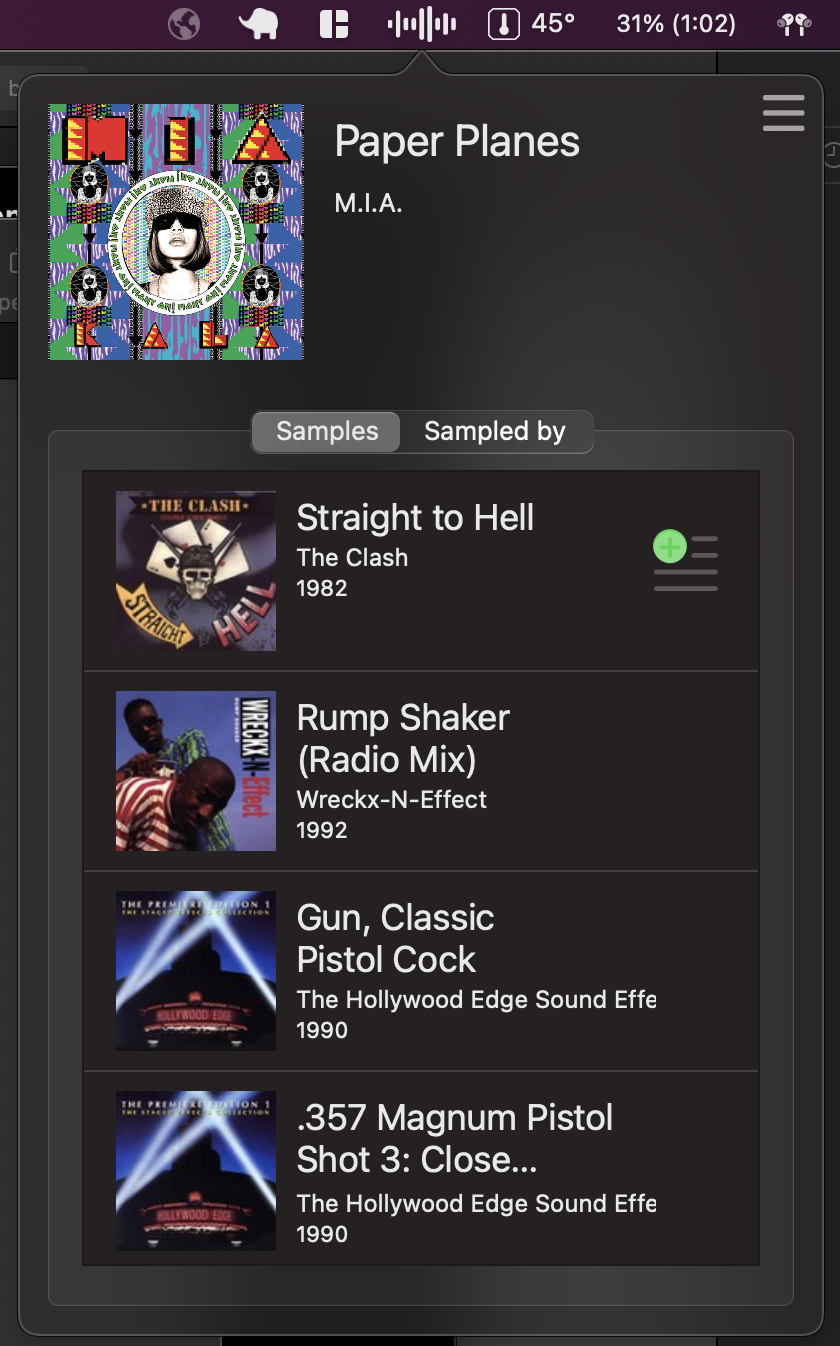 45° 31% (1:02)
MIA
KALA
Paper Planes
M.I.A.
Samples Sampled by
THE CLASH
STRAIGHT TO HELL
Straight to Hell
The Clash
1982
WRECKX-N-Effect
RUMP SHAKER
Rump Shaker
(Radio Mix)
Wreckx-N-Effect
1992
THE PREMIERE EDITION 1
THE STAGED EFFECTS COLLECTION
HOLLYWOOD EDGE
Gun, Classic
Pistol Cock
The Hollywood Edge Sound Effe
1990
THE PREMIERE EDITION 1
THE STAGED EFFECTS COLLECTION
HOLLYWOOD EDGE
.357 Magnum Pistol
Shot 3: Close...
The Hollywood Edge Sound Effe
1990